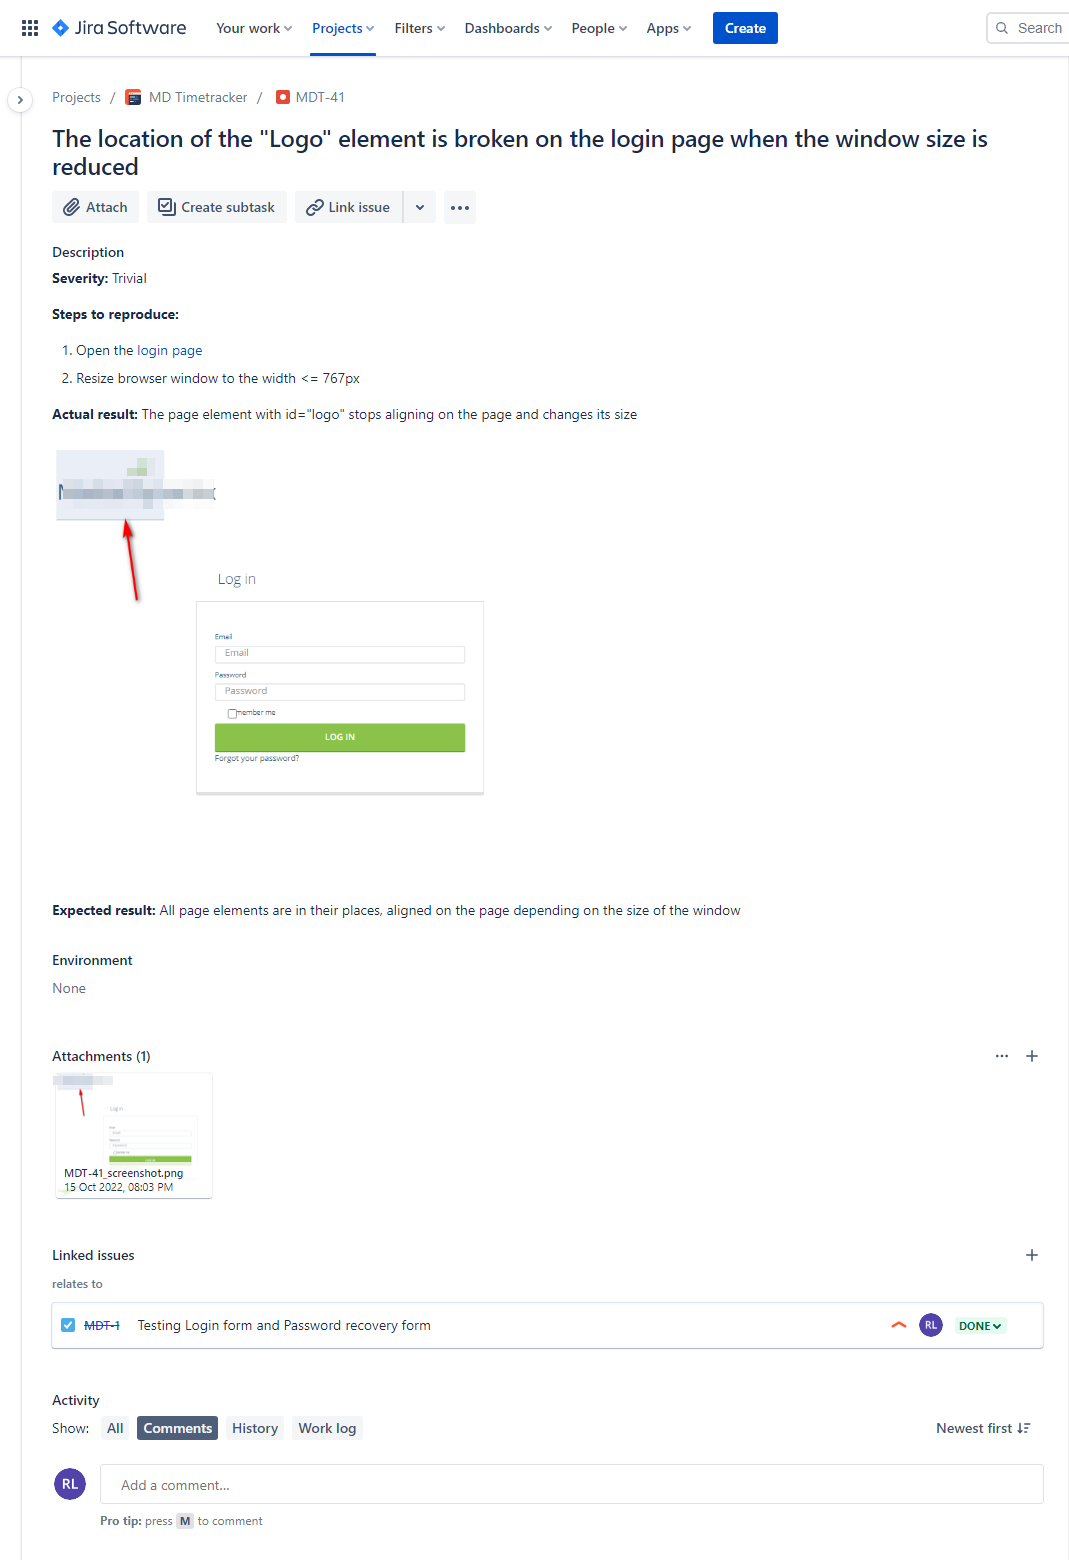 Jira Software Your work Projects Filters Dashboards People Apps Create Search
Projects / MD Timetracker / MDT-41
The location of the "Logo" element is broken on the login page when the window size is
reduced
Attach Create subtask Link issue
Description
Severity: Trivial
Steps to reproduce:
1. Open the login page
2. Resize browser window to the width <= 767px
Actual result: The page element with id="logo" stops aligning on the page and changes its size
Log in
Email
Email
Password
Password
member me
LOG IN
Forgot your password?
Expected result: All page elements are in their places, aligned on the page depending on the size of the window
Environment
None
Attachments (1)
Log in
MDT-41_screenshot.png
15 Oct 2022, 08:03 PM
Linked issues
relates to
MDT-1 Testing Login form and Password recovery form RL DONE
Activity
Show: All Comments History Work log Newest first
RL Add a comment...
Pro tip: press M to comment